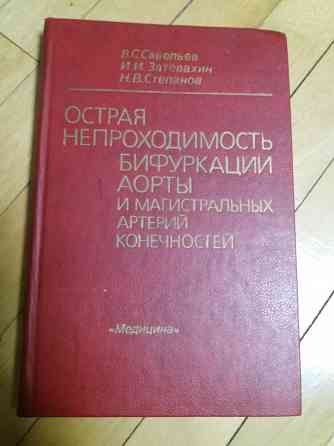 В.С.Савельев
И.И.Затевахин
Н.В.Степанов
ОСТРАЯ
НЕПРОХОДИМОСТЬ
БИФУРКАЦИИ
АОРТЫ
И МАГИСТРАЛЬНЫХ
АРТЕРИЙ
КОНЕЧНОСТЕЙ
«Медицина»